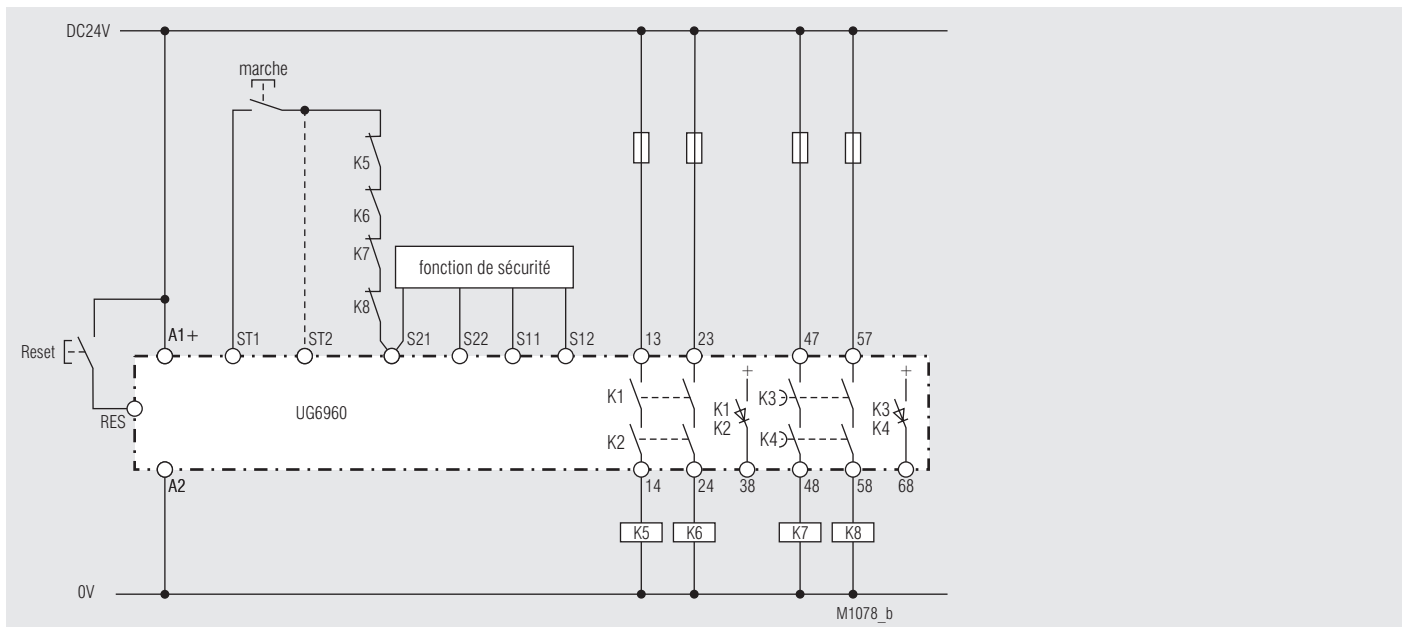 DC24V
marche
K5
K6
K7
fonction de sécurité
K8
Reset
A1+
ST1
ST2
S21
S22
S11
S12
13
23
47
57
RES
UG6960
K1
K2
+
K1
K2
K3
K4
+
K3
K4
A2
14
24
38
48
58
68
K5
K6
K7
K8
0V
M1078_b